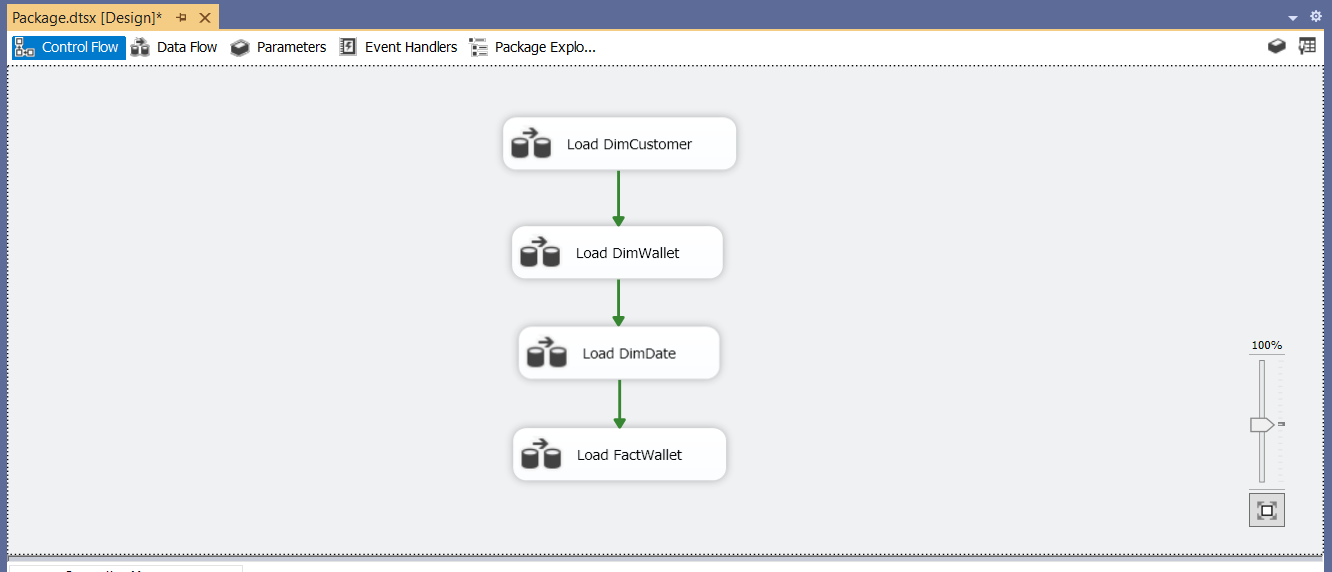 Package.dtsx [Design]*
Control Flow Data Flow Parameters Event Handlers Package Explo...
Load DimCustomer
Load DimWallet
Load DimDate
100%
Load FactWallet